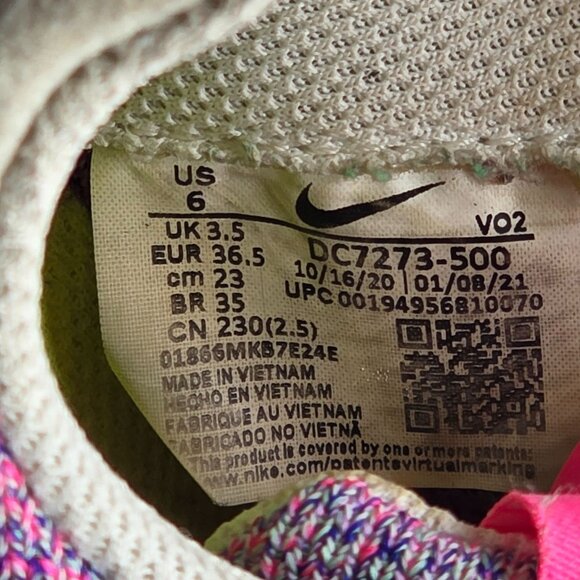 US
6
VO2
UK 3.5
EUR 36.5
cm 23
BR 35
CN 230(2.5)
DC7273-500
10/16/20 | 01/08/21
UPC 00194956810070
01866MKB7E24E
MADE IN VIETNAM
HECHO EN VIETNAM
FABRIQUE AU VIETNAM
FABRICADO NO VIETNÃ
This product is covered by one or more patents:
www.nike.com/patentsvirtualmarking